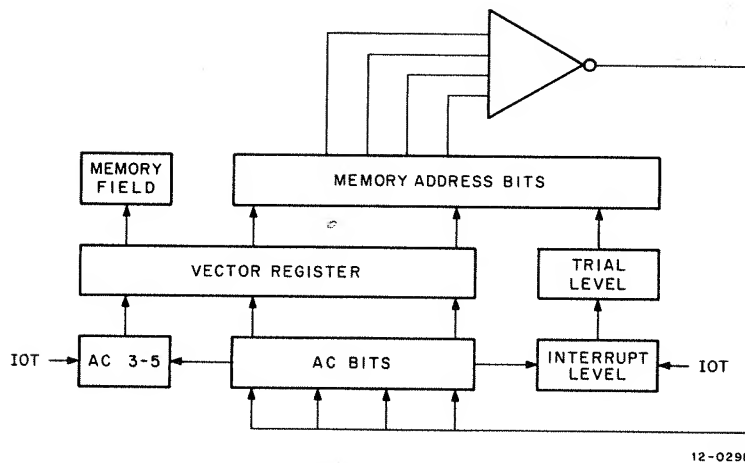 MEMORY
FIELD
MEMORY ADDRESS BITS
VECTOR REGISTER
TRIAL
LEVEL
IOT
AC 3-5
AC BITS
INTERRUPT
LEVEL
IOT